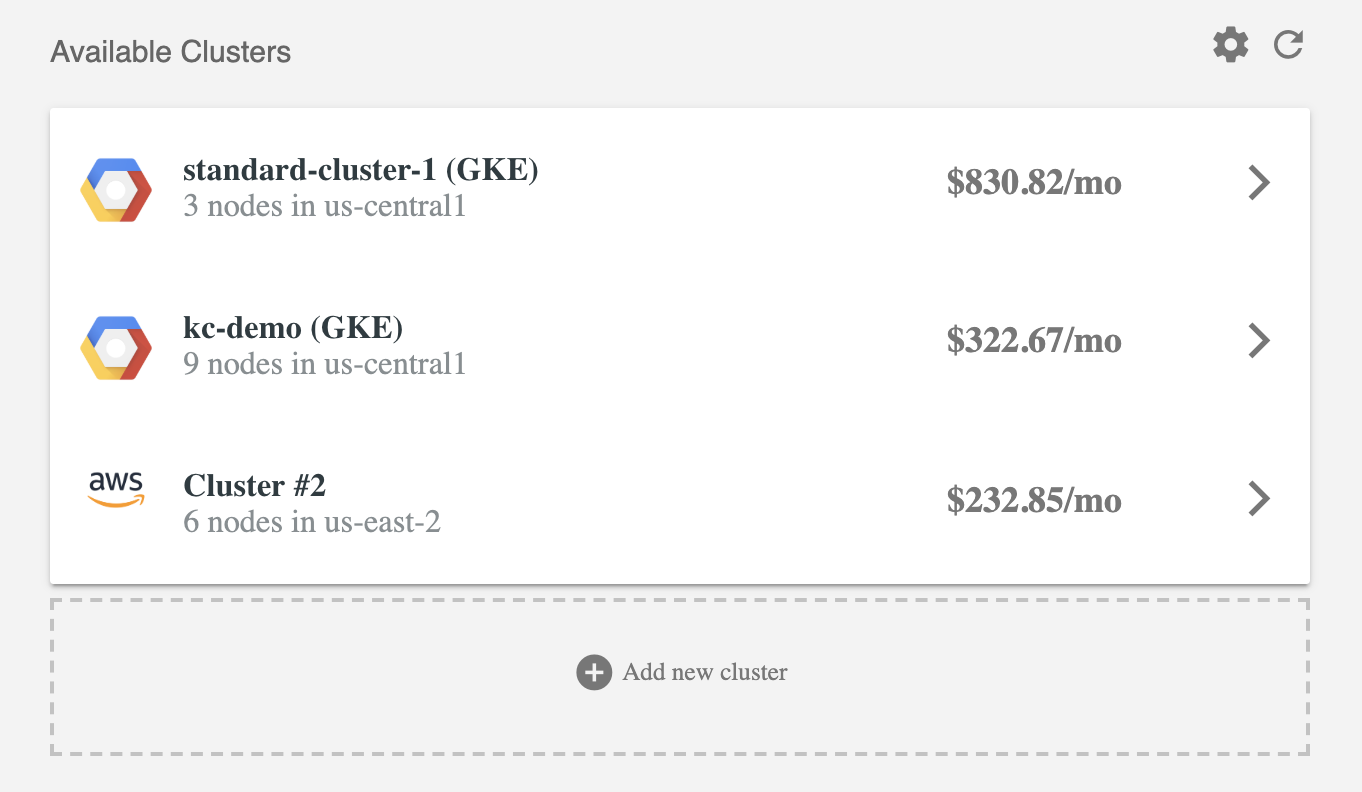 Available Clusters
standard-cluster-1 (GKE)
3 nodes in us-central1
$830.82/mo
kc-demo (GKE)
9 nodes in us-central1
$322.67/mo
aws
Cluster #2
6 nodes in us-east-2
$232.85/mo
Add new cluster